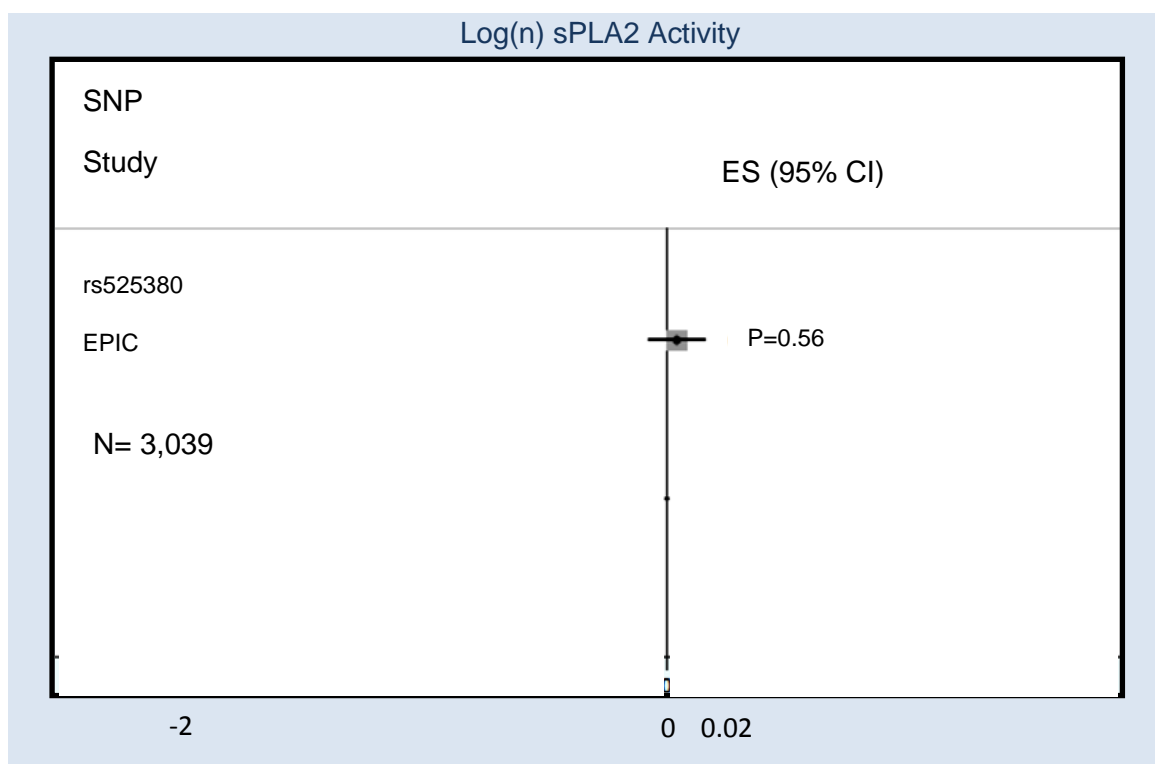 Log(n) sPLA2 Activity
SNP
Study
ES (95% CI)
rs525380
EPIC
P=0.56
N= 3,039
-2 0 0.02